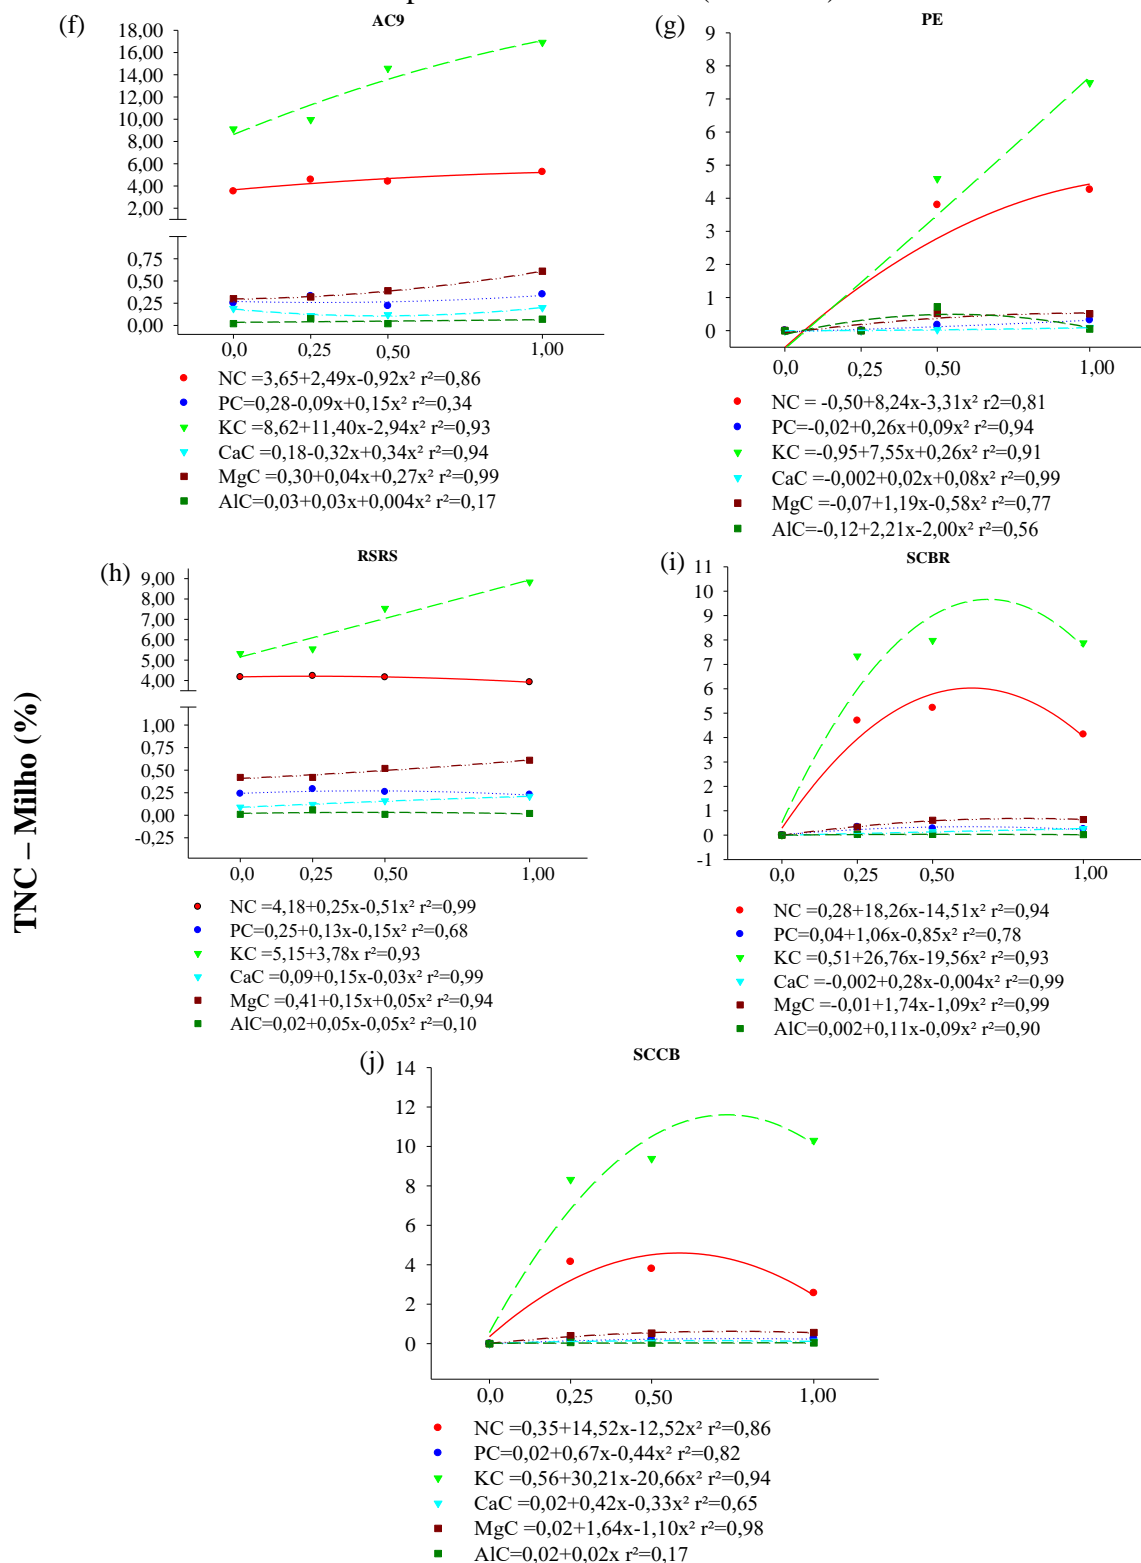 (f)
AC9
18,00
16,00
14,00
12,00
10,00
8,00
6,00
4,00
2,00
0,75
0,50
0,25
0,00
0,0 0,25 0,50 1,00
NC =3,65+2,49x-0,92x² r²=0,86
PC=0,28-0,09x+0,15x² r²=0,34
KC =8,62+11,40x-2,94x² r²=0,93
CaC =0,18-0,32x+0,34x² r²=0,94
MgC =0,30+0,04x+0,27x² r²=0,99
AlC=0,03+0,03x+0,004x² r²=0,17
(g)
PE
9
8
7
6
5
4
3
2
1
0
0,0 0,25 0,50 1,00
NC = -0,50+8,24x-3,31x² r2=0,81
PC=-0,02+0,26x+0,09x² r²=0,94
KC=-0,95+7,55x+0,26x² r²=0,91
CaC=-0,002+0,02x+0,08x² r²=0,99
MgC=-0,07+1,19x-0,58x² r²=0,77
AlC=-0,12+2,21x-2,00x² r²=0,56
TNC – Milho (%)
(h)
RSRS
9,00
8,00
7,00
6,00
5,00
4,00
1,00
0,75
0,50
0,25
0,00
-0,25
0,0 0,25 0,50 1,00
NC =4,18+0,25x-0,51x² r²=0,99
PC=0,25+0,13x-0,15x² r²=0,68
KC =5,15+3,78x r²=0,93
CaC =0,09+0,15x-0,03x² r²=0,99
MgC =0,41+0,15x+0,05x² r²=0,94
AlC=0,02+0,05x-0,05x² r²=0,10
(i)
SCBR
11
10
9
8
7
6
5
4
3
2
1
0
-1
0,0 0,25 0,50 1,00
NC =0,28+18,26x-14,51x² r²=0,94
PC=0,04+1,06x-0,85x² r²=0,78
KC =0,51+26,76x-19,56x² r²=0,93
CaC=-0,002+0,28x-0,004x² r²=0,99
MgC=-0,01+1,74x-1,09x² r²=0,99
AlC=0,002+0,11x-0,09x² r²=0,90
(j)
SCCB
14
12
10
8
6
4
2
0
0,0 0,25 0,50 1,00
NC =0,35+14,52x-12,52x² r²=0,86
PC=0,02+0,67x-0,44x² r²=0,82
KC =0,56+30,21x-20,66x² r²=0,94
CaC =0,02+0,42x-0,33x² r²=0,65
MgC =0,02+1,64x-1,10x² r²=0,98
AlC=0,02+0,02x r²=0,17